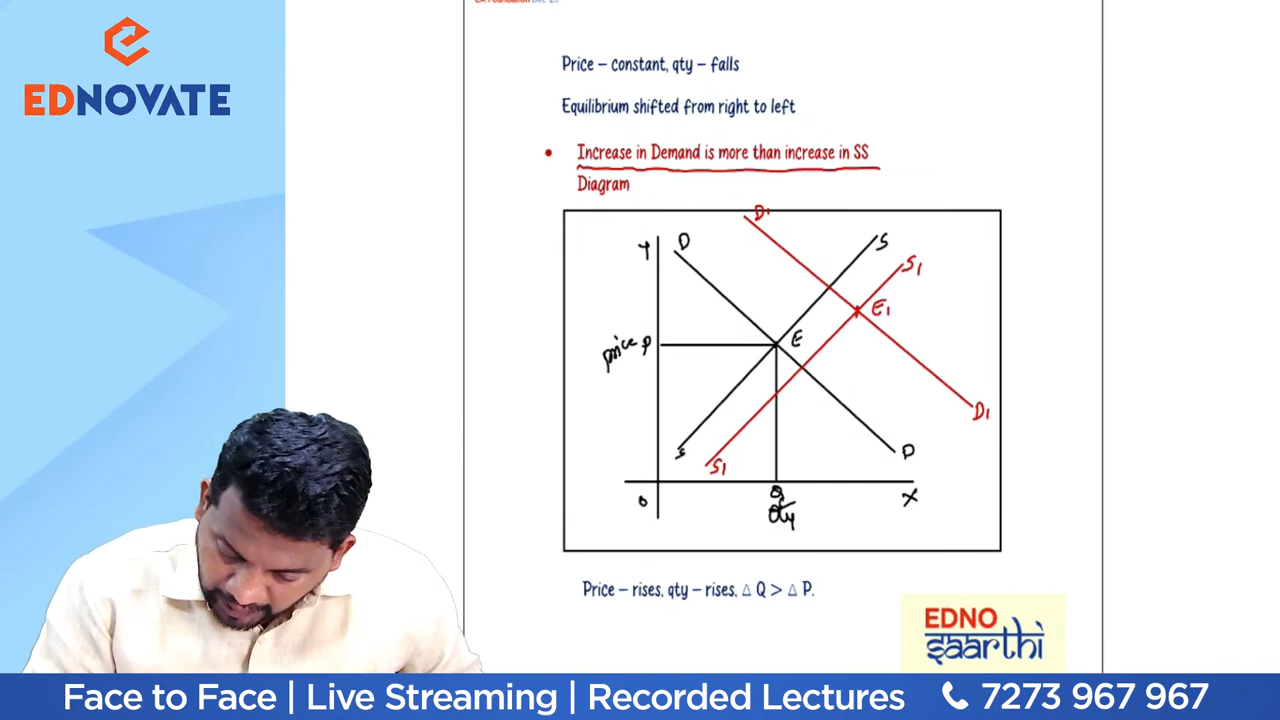 EDNOVATE
Price – constant, qty – falls
Equilibrium shifted from right to left
• Increase in Demand is more than increase in SS
Diagram
D1
Y
D
S
S1
E1
E
price P
D1
S
S1
D
O
Q
Qty
X
Price – rises, qty – rises, △ Q > △ P.
EDNO
saarthi
Face to Face | Live Streaming | Recorded Lectures 7273 967 967